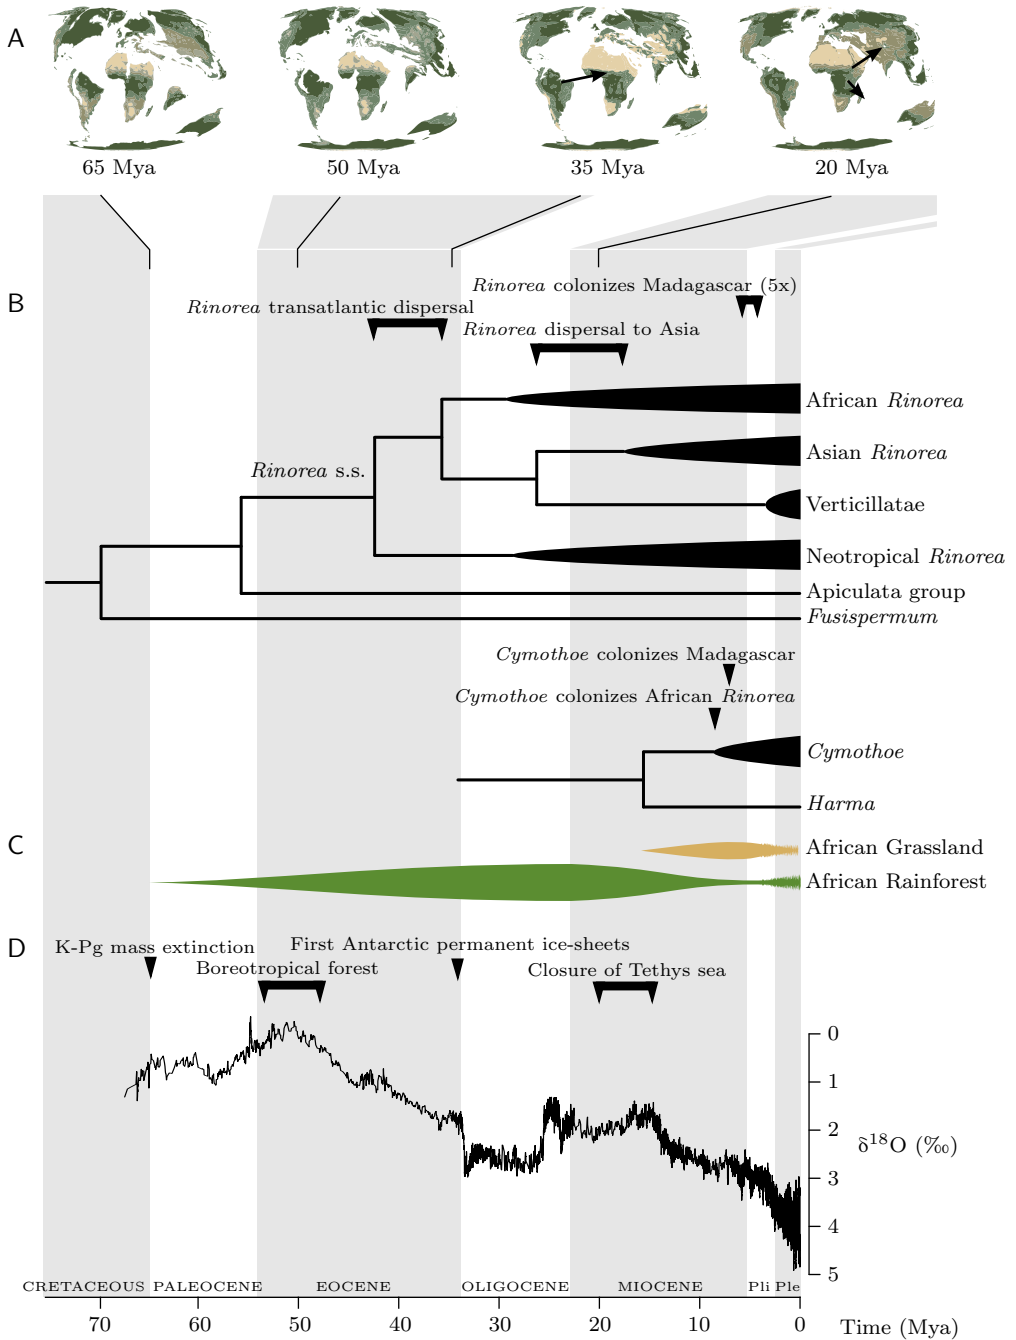 A
65 Mya
50 Mya
35 Mya
20 Mya
B
Rinorea colonizes Madagascar (5x)
Rinorea transatlantic dispersal
Rinorea dispersal to Asia
African Rinorea
Asian Rinorea
Rinorea s.s.
Verticillatae
Neotropical Rinorea
Apiculata group
Fusispermum
Cymothoe colonizes Madagascar
Cymothoe colonizes African Rinorea
Cymothoe
Harma
C
African Grassland
African Rainforest
D
K-Pg mass extinction
First Antarctic permanent ice-sheets
Boreotropical forest
Closure of Tethys sea
0
1
2
δ18O (‰)
3
4
5
CRETACEOUS PALEOCENE EOCENE OLIGOCENE MIOCENE Pli Ple
70 60 50 40 30 20 10 0 Time (Mya)